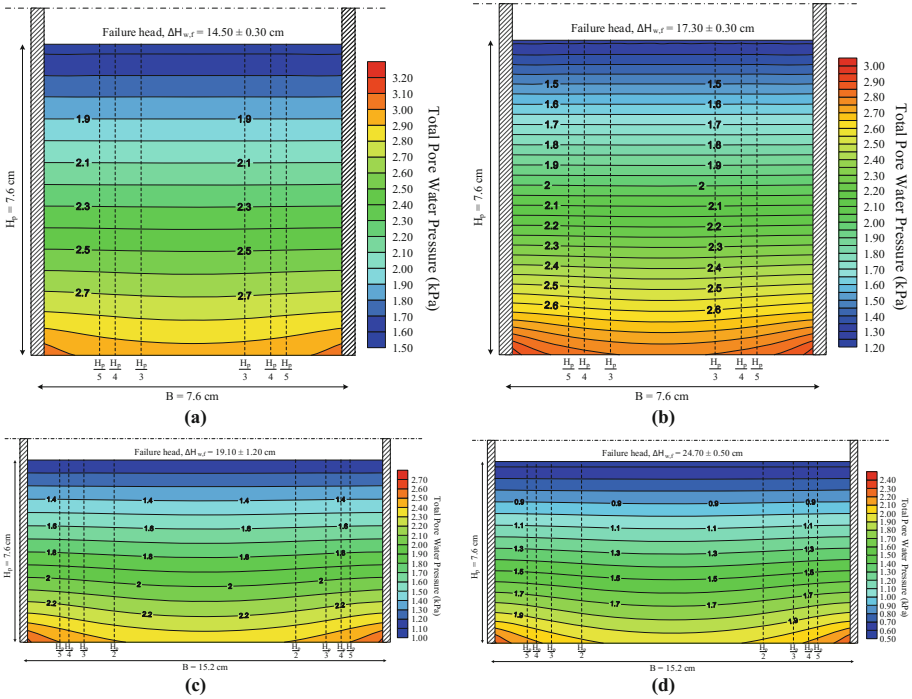 (a)
Failure head, ΔHw,f = 14.50 ± 0.30 cm
1.9 1.9
2.1 2.1
2.3 2.3
2.5 2.5
2.7 2.7
Hp = 7.6 cm
Hp/5 Hp/4 Hp/3 Hp/3 Hp/4 Hp/5
B = 7.6 cm
3.20
3.10
3.00
2.90
2.80
2.70
2.60
2.50
2.40
2.30
2.20
2.10
2.00
1.90
1.80
1.70
1.60
1.50
Total Pore Water Pressure (kPa)
(a)
(b)
Failure head, ΔHw,f = 17.30 ± 0.30 cm
1.5 1.5
1.6 1.6
1.7 1.7
1.8 1.8
1.9 1.9
2 2
2.1 2.1
2.2 2.2
2.3 2.3
2.4 2.4
2.5 2.5
2.6 2.6
Hp = 7.6 cm
Hp/5 Hp/4 Hp/3 Hp/3 Hp/4 Hp/5
B = 7.6 cm
3.00
2.90
2.80
2.70
2.60
2.50
2.40
2.30
2.20
2.10
2.00
1.90
1.80
1.70
1.60
1.50
1.40
1.30
1.20
Total Pore Water Pressure (kPa)
(b)
(c)
Failure head, ΔHw,f = 19.10 ± 1.20 cm
1.4 1.4 1.4
1.6 1.6 1.6 1.6
1.8 1.8 1.8 1.8
2 2 2 2
2.2 2.2 2.2 2.2
Hp = 7.6 cm
Hp/5 Hp/4 Hp/3 Hp/2 Hp/2 Hp/3 Hp/4 Hp/5
B = 15.2 cm
2.70
2.60
2.50
2.40
2.30
2.20
2.10
2.00
1.90
1.80
1.70
1.60
1.50
1.40
1.30
1.20
1.10
1.00
Total Pore Water Pressure (kPa)
(c)
(d)
Failure head, ΔHw,f = 24.70 ± 0.50 cm
0.9 0.9 0.9 0.9
1.1 1.1 1.1 1.1
1.3 1.3 1.3 1.3
1.5 1.5 1.5 1.5
1.7 1.7 1.7 1.7
1.9 1.9
Hp = 7.6 cm
Hp/5 Hp/4 Hp/3 Hp/2 Hp/2 Hp/3 Hp/4 Hp/5
B = 15.2 cm
2.40
2.30
2.20
2.10
2.00
1.90
1.80
1.70
1.60
1.50
1.40
1.30
1.20
1.10
1.00
0.90
0.80
0.70
0.60
0.50
Total Pore Water Pressure (kPa)
(d)